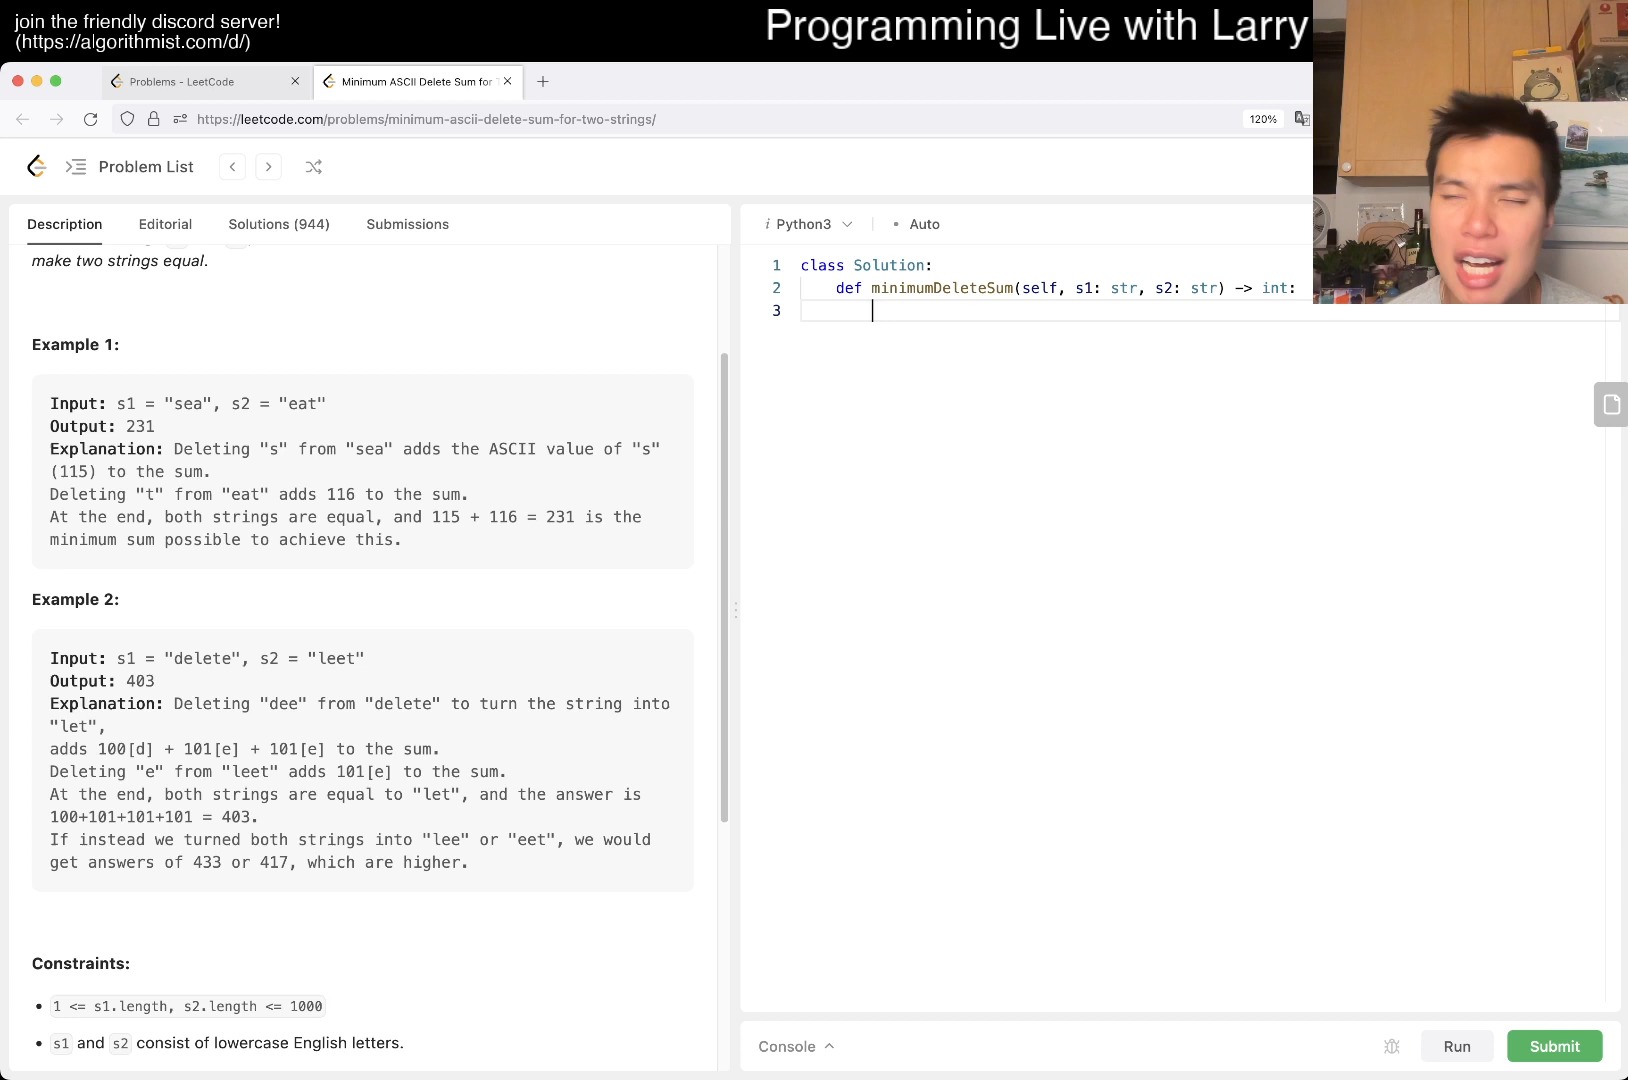 join the friendly discord server!
(https://algorithmist.com/d/)
Programming Live with Larry
Problems - LeetCode
Minimum ASCII Delete Sum for
https://leetcode.com/problems/minimum-ascii-delete-sum-for-two-strings/
120%
Problem List
Description Editorial Solutions (944) Submissions
make two strings equal.
Example 1:
Input: s1 = "sea", s2 = "eat"
Output: 231
Explanation: Deleting "s" from "sea" adds the ASCII value of "s"
(115) to the sum.
Deleting "t" from "eat" adds 116 to the sum.
At the end, both strings are equal, and 115 + 116 = 231 is the
minimum sum possible to achieve this.
Example 2:
Input: s1 = "delete", s2 = "leet"
Output: 403
Explanation: Deleting "dee" from "delete" to turn the string into
"let",
adds 100[d] + 101[e] + 101[e] to the sum.
Deleting "e" from "leet" adds 101[e] to the sum.
At the end, both strings are equal to "let", and the answer is
100+101+101+101 = 403.
If instead we turned both strings into "lee" or "eet", we would
get answers of 433 or 417, which are higher.
Constraints:
• 1 <= s1.length, s2.length <= 1000
• s1 and s2 consist of lowercase English letters.
i Python3 • Auto
1 class Solution:
2 def minimumDeleteSum(self, s1: str, s2: str) -> int:
3
Console
Run
Submit